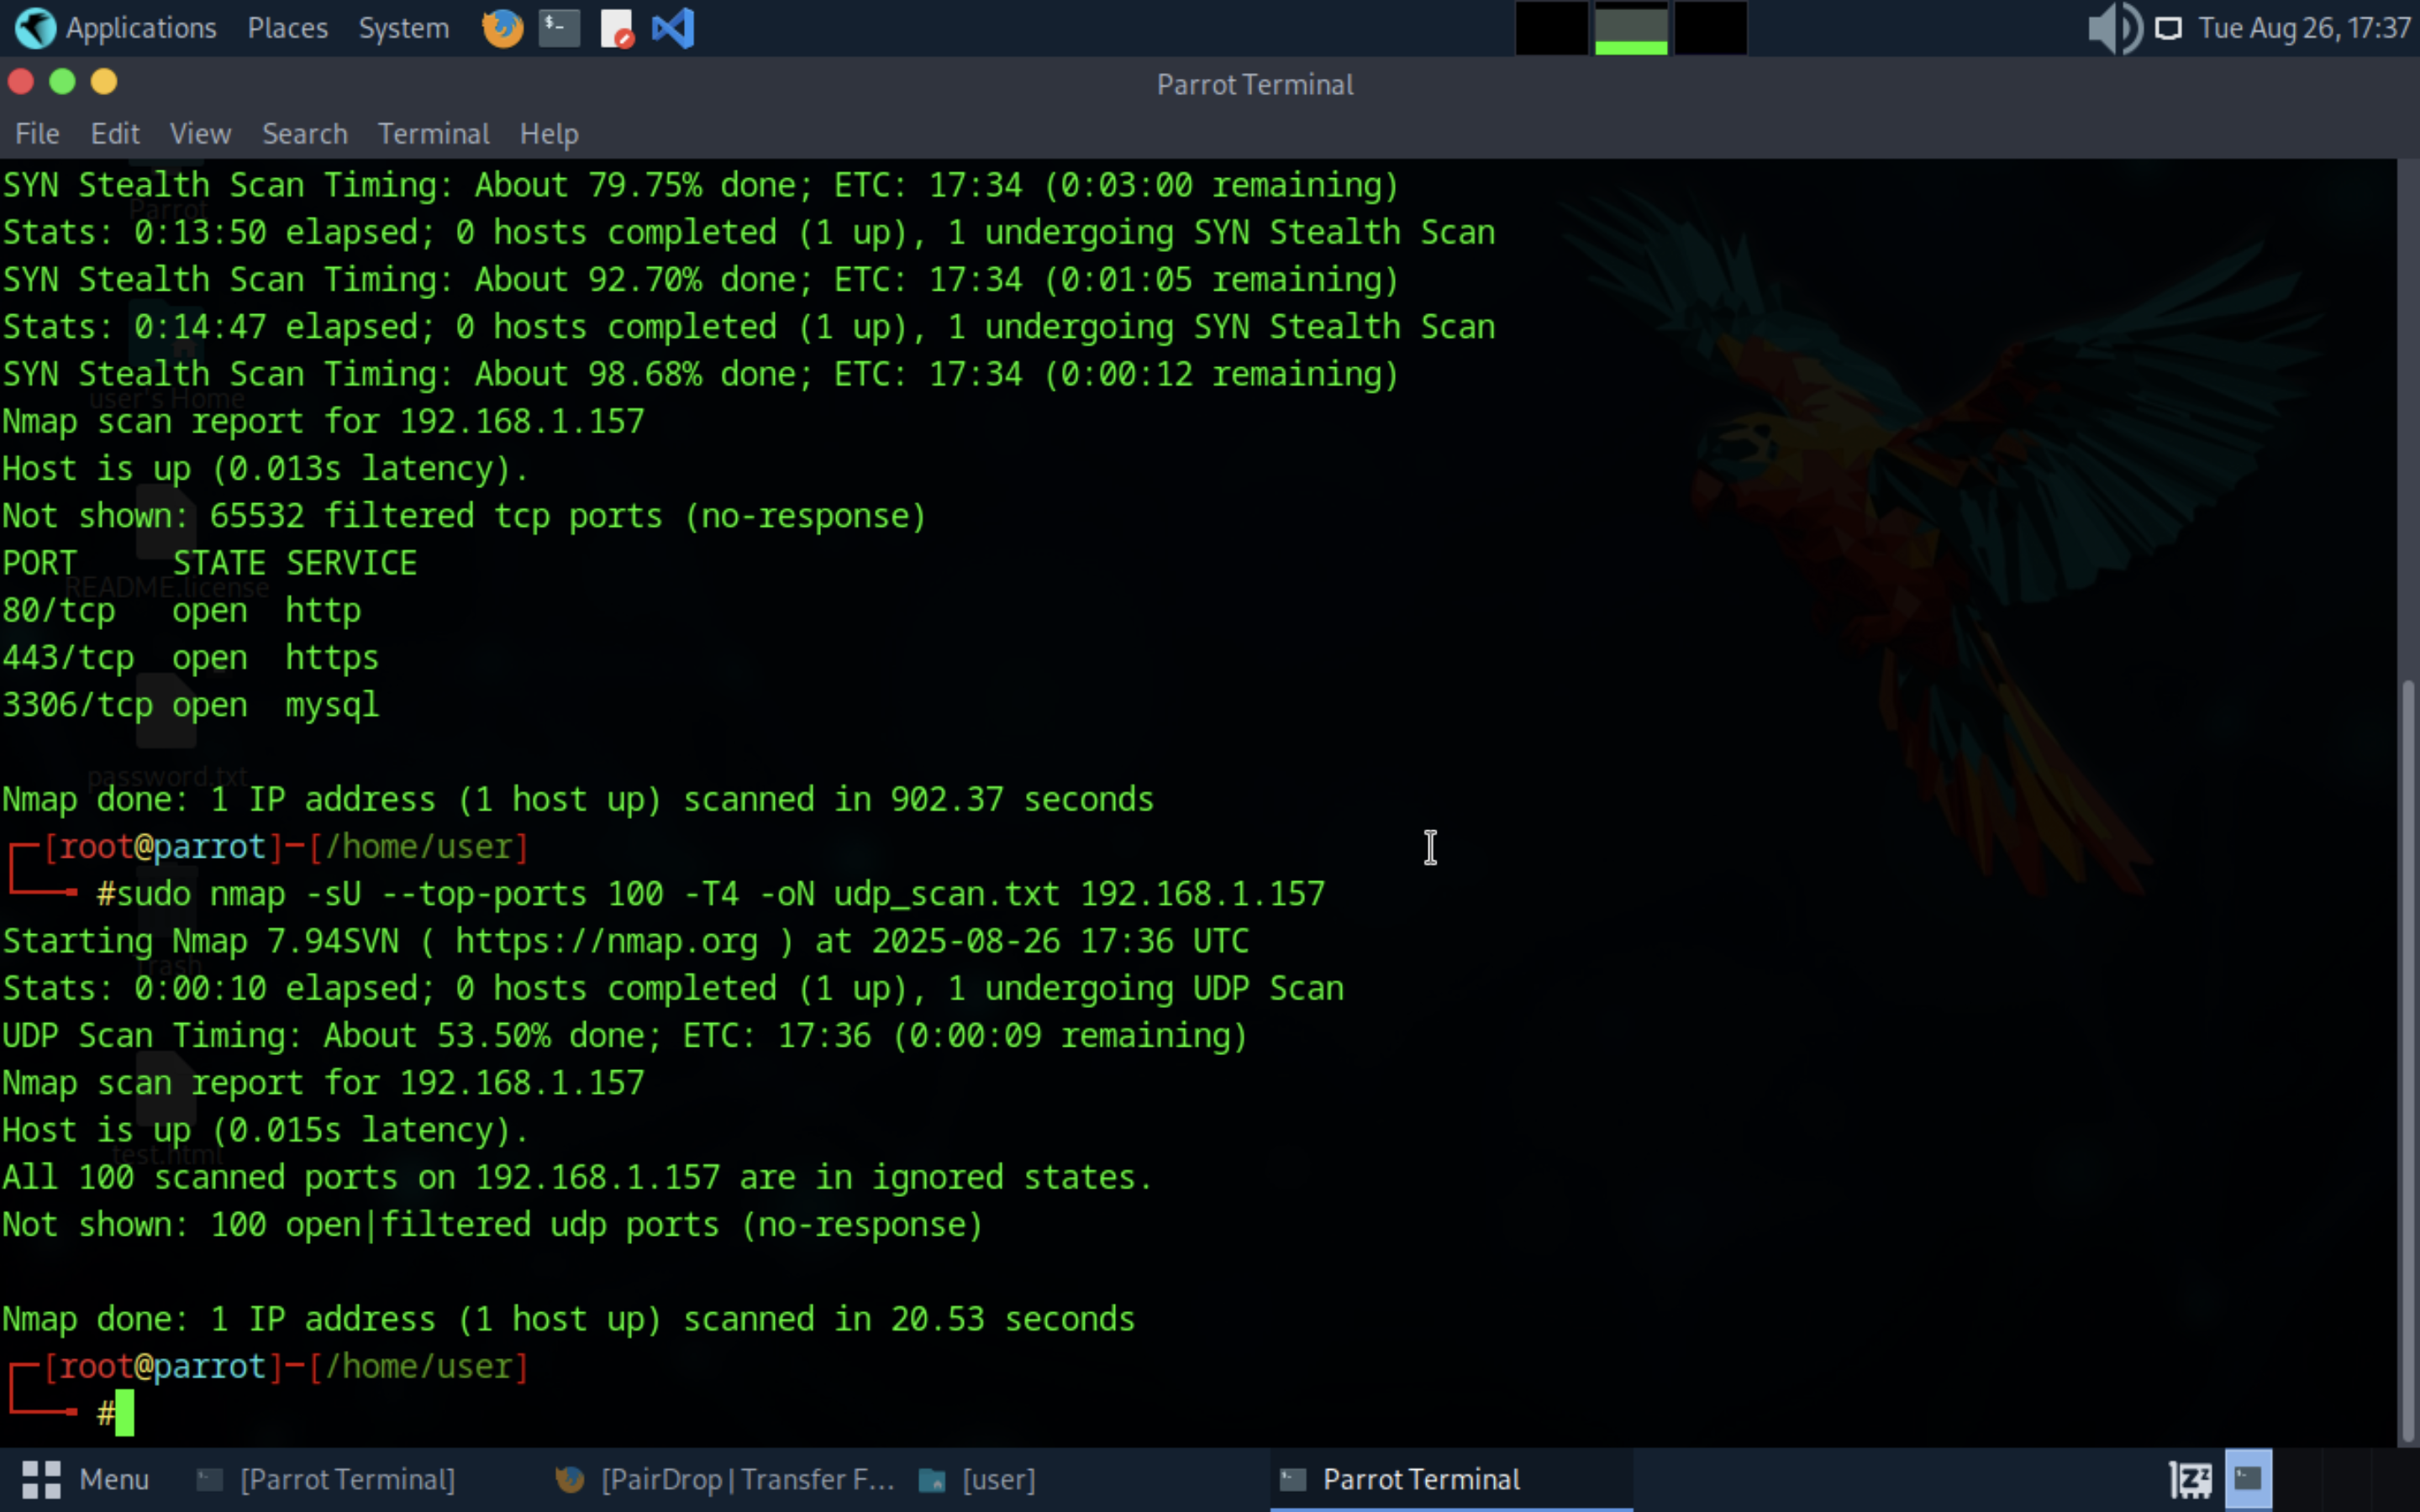 Applications Places System Tue Aug 26, 17:37
Parrot Terminal
File Edit View Search Terminal Help
SYN Stealth Scan Timing: About 79.75% done; ETC: 17:34 (0:03:00 remaining)
Parrot
Stats: 0:13:50 elapsed; 0 hosts completed (1 up), 1 undergoing SYN Stealth Scan
SYN Stealth Scan Timing: About 92.70% done; ETC: 17:34 (0:01:05 remaining)
Stats: 0:14:47 elapsed; 0 hosts completed (1 up), 1 undergoing SYN Stealth Scan
SYN Stealth Scan Timing: About 98.68% done; ETC: 17:34 (0:00:12 remaining)
user's Home
Nmap scan report for 192.168.1.157
Host is up (0.013s latency).
Not shown: 65532 filtered tcp ports (no-response)
PORT     STATE SERVICE
README.license
80/tcp   open  http
443/tcp  open  https
3306/tcp open  mysql
password.txt
Nmap done: 1 IP address (1 host up) scanned in 902.37 seconds
┌─[root@parrot]─[/home/user]
└──╼ #sudo nmap -sU --top-ports 100 -T4 -oN udp_scan.txt 192.168.1.157
Starting Nmap 7.94SVN ( https://nmap.org ) at 2025-08-26 17:36 UTC
Trash
Stats: 0:00:10 elapsed; 0 hosts completed (1 up), 1 undergoing UDP Scan
UDP Scan Timing: About 53.50% done; ETC: 17:36 (0:00:09 remaining)
Nmap scan report for 192.168.1.157
Host is up (0.015s latency).
test.html
All 100 scanned ports on 192.168.1.157 are in ignored states.
Not shown: 100 open|filtered udp ports (no-response)
Nmap done: 1 IP address (1 host up) scanned in 20.53 seconds
┌─[root@parrot]─[/home/user]
└──╼ #
Menu [Parrot Terminal] [PairDrop | Transfer F... [user] Parrot Terminal